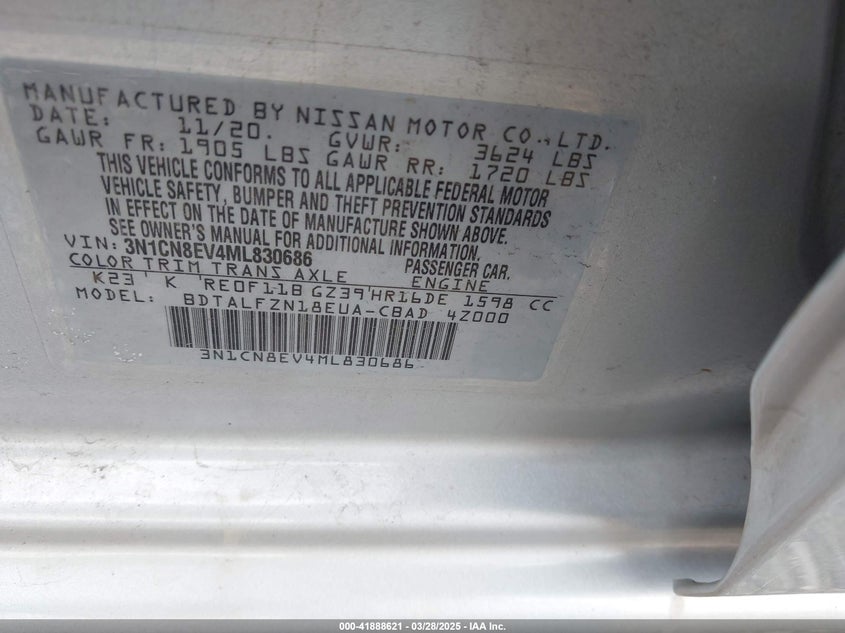 MANUFACTURED BY NISSAN MOTOR CO., LTD.
DATE: 11/20. GVWR: 3624 LBS
GAWR FR: 1905 LBS GAWR RR: 1720 LBS
THIS VEHICLE CONFORMS TO ALL APPLICABLE FEDERAL MOTOR
VEHICLE SAFETY, BUMPER AND THEFT PREVENTION STANDARDS
IN EFFECT ON THE DATE OF MANUFACTURE SHOWN ABOVE.
SEE OWNER'S MANUAL FOR ADDITIONAL INFORMATION.
VIN: 3N1CN8EV4ML830686 PASSENGER CAR.
COLOR TRIM TRANS AXLE ENGINE
K23 ' K 'RE0F11B GZ39'HR16DE 1598 CC
MODEL: BDTALFZN18EUA-CBAD 4Z000
3N1CN8EV4ML830686
000-41888621 | 03/28/2025 | IAA Inc.